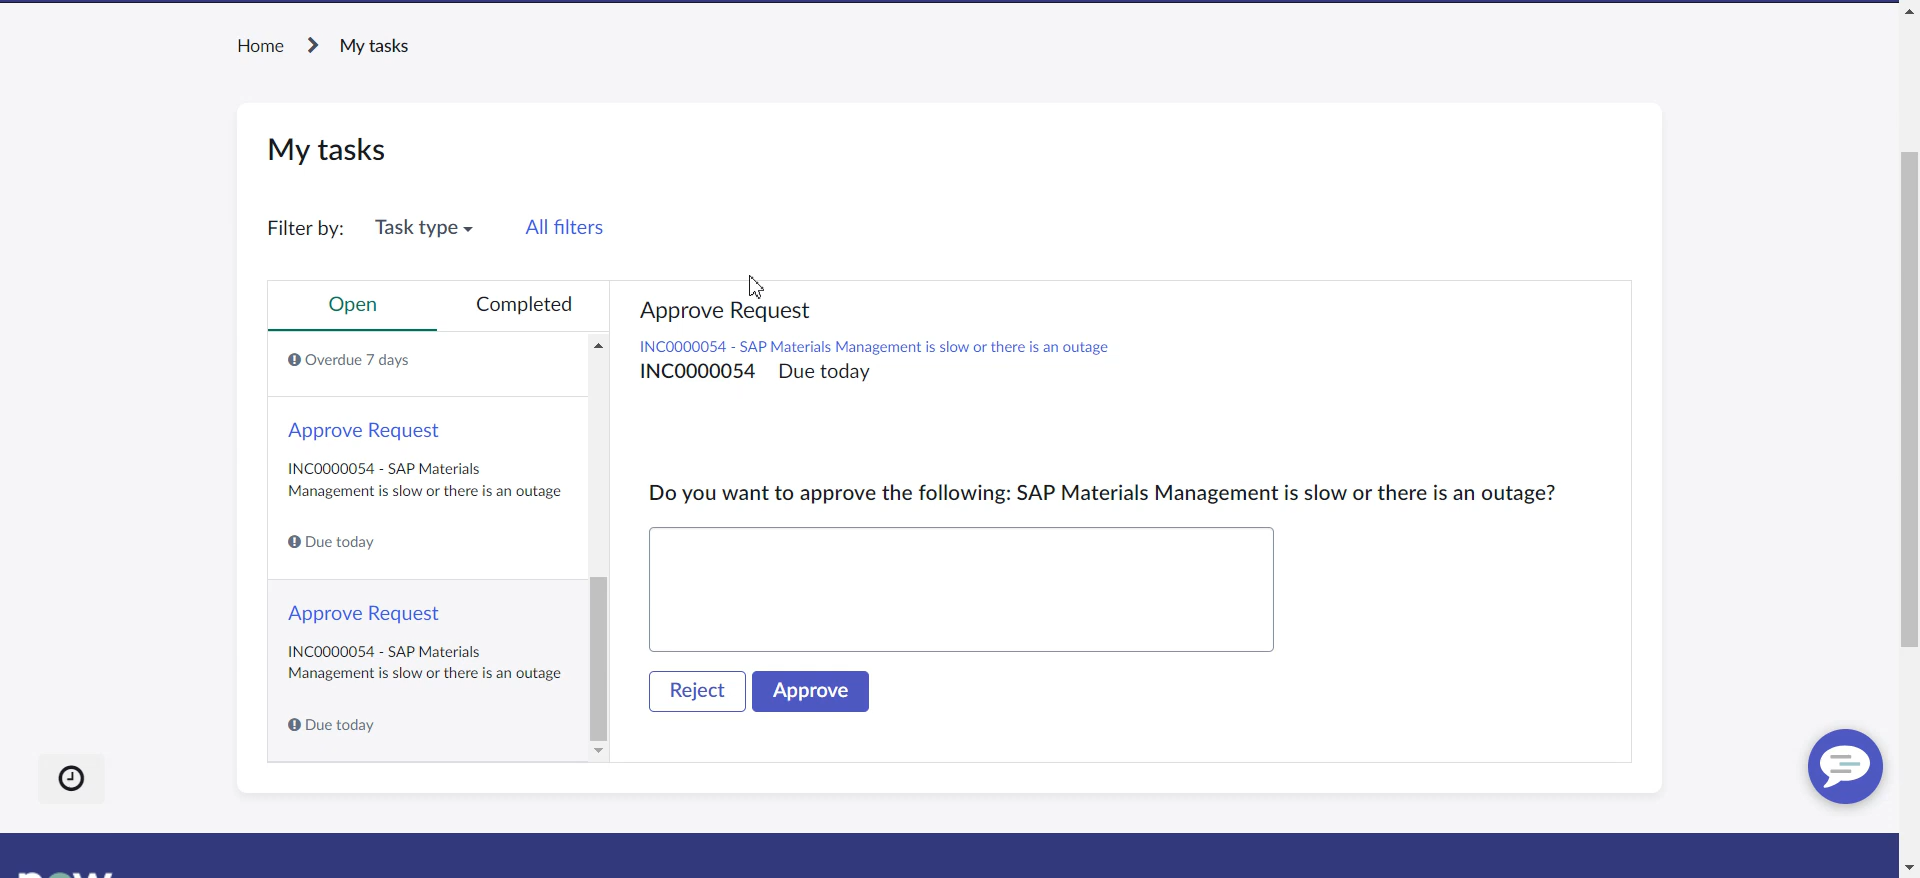 Home > My tasks
My tasks
Filter by: Task type All filters
Open Completed
Overdue 7 days
Approve Request
INC0000054 - SAP Materials
Management is slow or there is an outage
Due today
Approve Request
INC0000054 - SAP Materials
Management is slow or there is an outage
Due today
Approve Request
INC0000054 - SAP Materials Management is slow or there is an outage
INC0000054 Due today
Do you want to approve the following: SAP Materials Management is slow or there is an outage?
Reject Approve